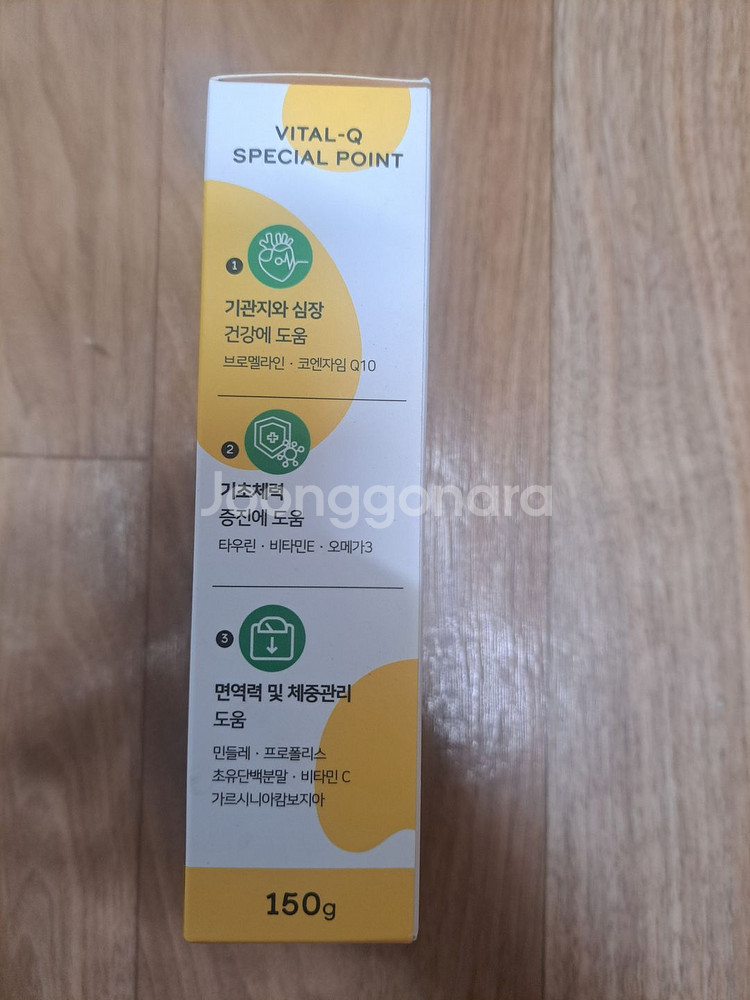 VITAL-Q
SPECIAL POINT
1
기관지와 심장
건강에 도움
브로멜라인 · 코엔자임 Q10
2
기초체력
증진에 도움
Joonggonara
타우린 · 비타민E · 오메가3
3
면역력 및 체중관리
도움
민들레 · 프로폴리스
초유단백분말 · 비타민 C
가르시니아캄보지아
150g